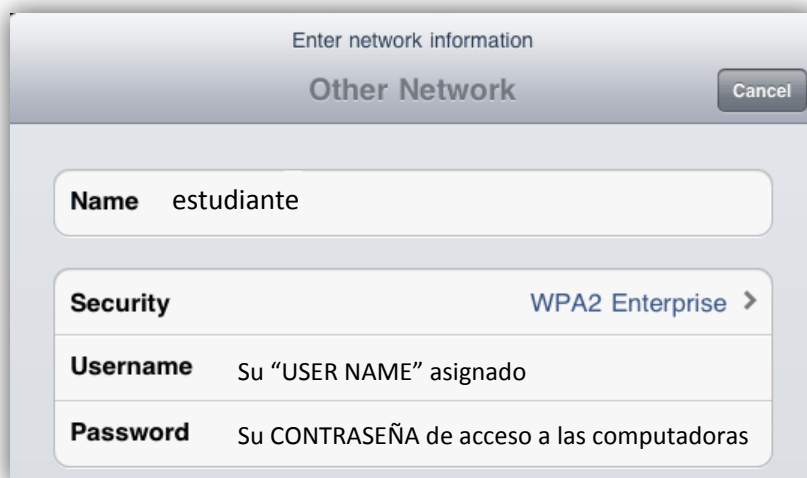 Enter network information
Other Network
Cancel
Name estudiante
Security WPA2 Enterprise >
Username Su “USER NAME” asignado
Password Su CONTRASEÑA de acceso a las computadoras